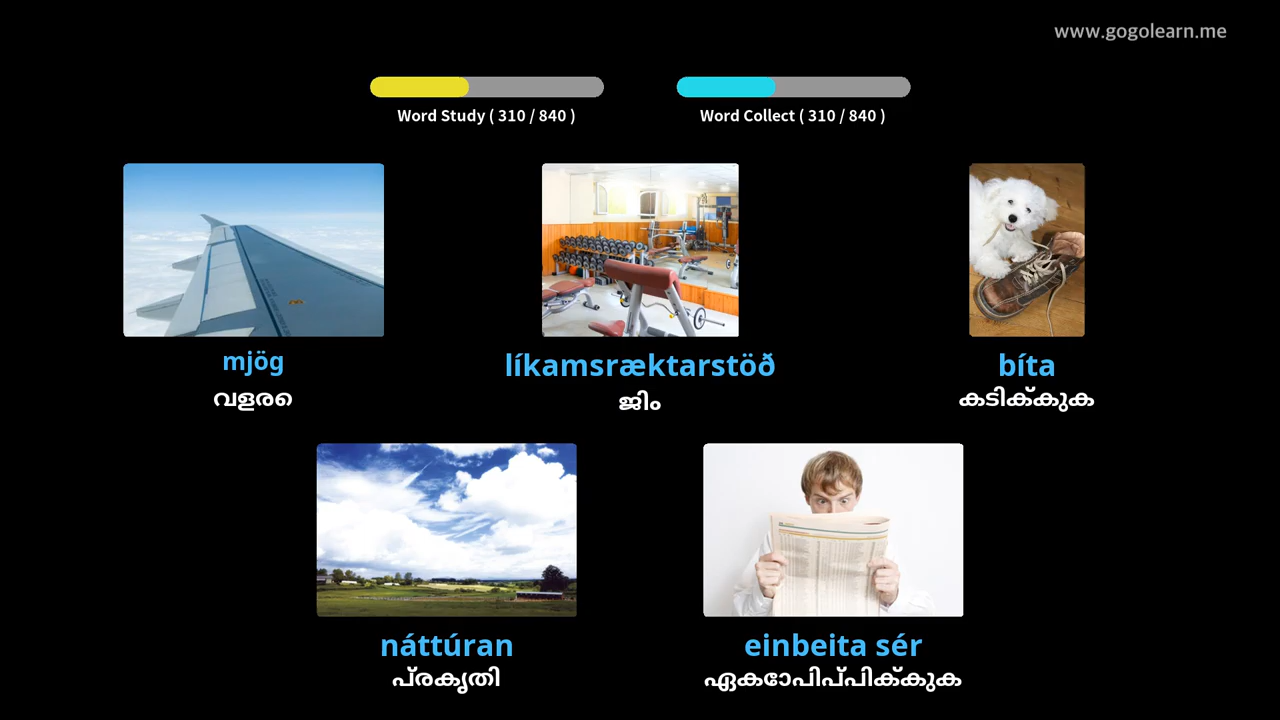 www.gogolearn.me
Word Study ( 310 / 840 )
Word Collect ( 310 / 840 )
mjög
വളരെ
líkamsræktarstöð
ജിം
bíta
കടിക്കുക
náttúran
പ്രകൃതി
einbeita sér
ഏകോപിപ്പിക്കുക